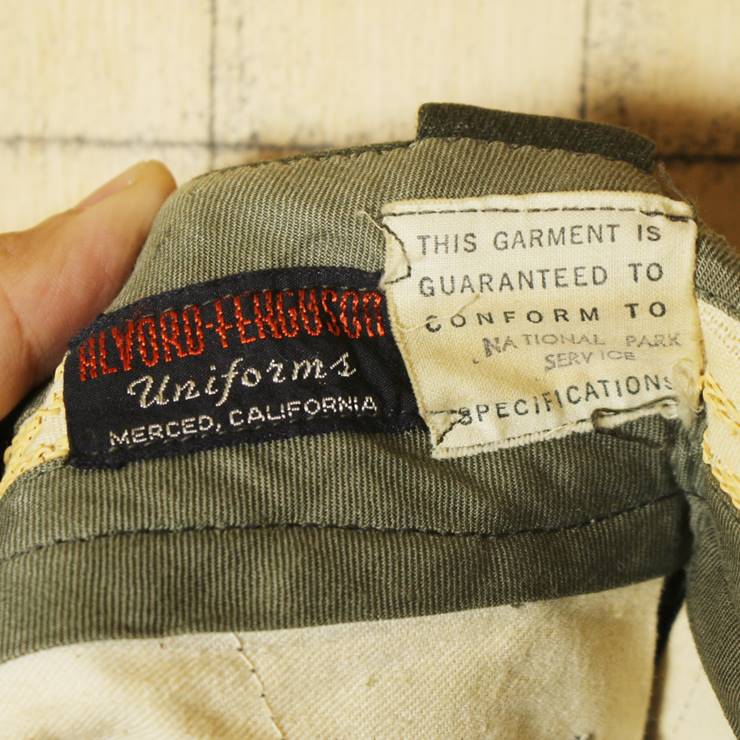 ALVORD-FERGUSON
Uniforms
MERCED, CALIFORNIA
THIS GARMENT IS
GUARANTEED TO
CONFORM TO
NATIONAL PARK
SERVICE
SPECIFICATIONS